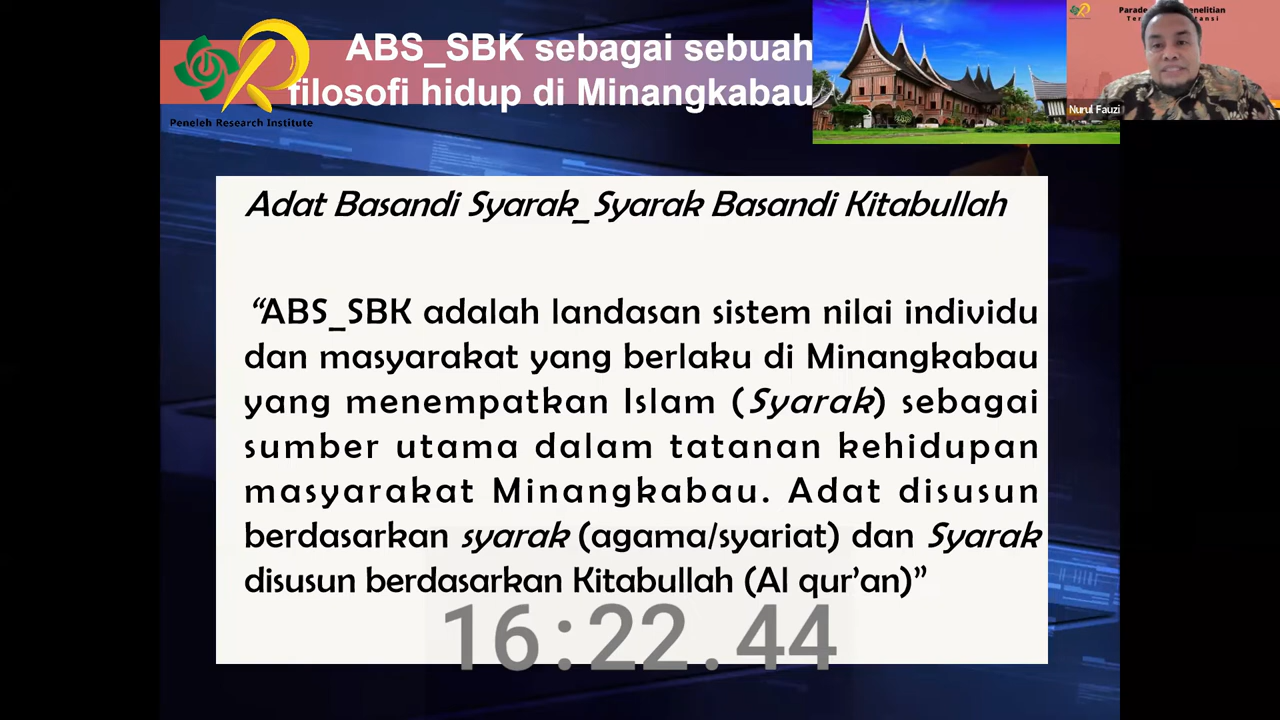 ABS_SBK sebagai sebuah
filosofi hidup di Minangkabau
Peneleh Research Institute
Nurul Fauzi
Adat Basandi Syarak_Syarak Basandi Kitabullah
“ABS_SBK adalah landasan sistem nilai individu
dan masyarakat yang berlaku di Minangkabau
yang menempatkan Islam (Syarak) sebagai
sumber utama dalam tatanan kehidupan
masyarakat Minangkabau. Adat disusun
berdasarkan syarak (agama/syariat) dan Syarak
disusun berdasarkan Kitabullah (Al qur’an)”
16:22.44